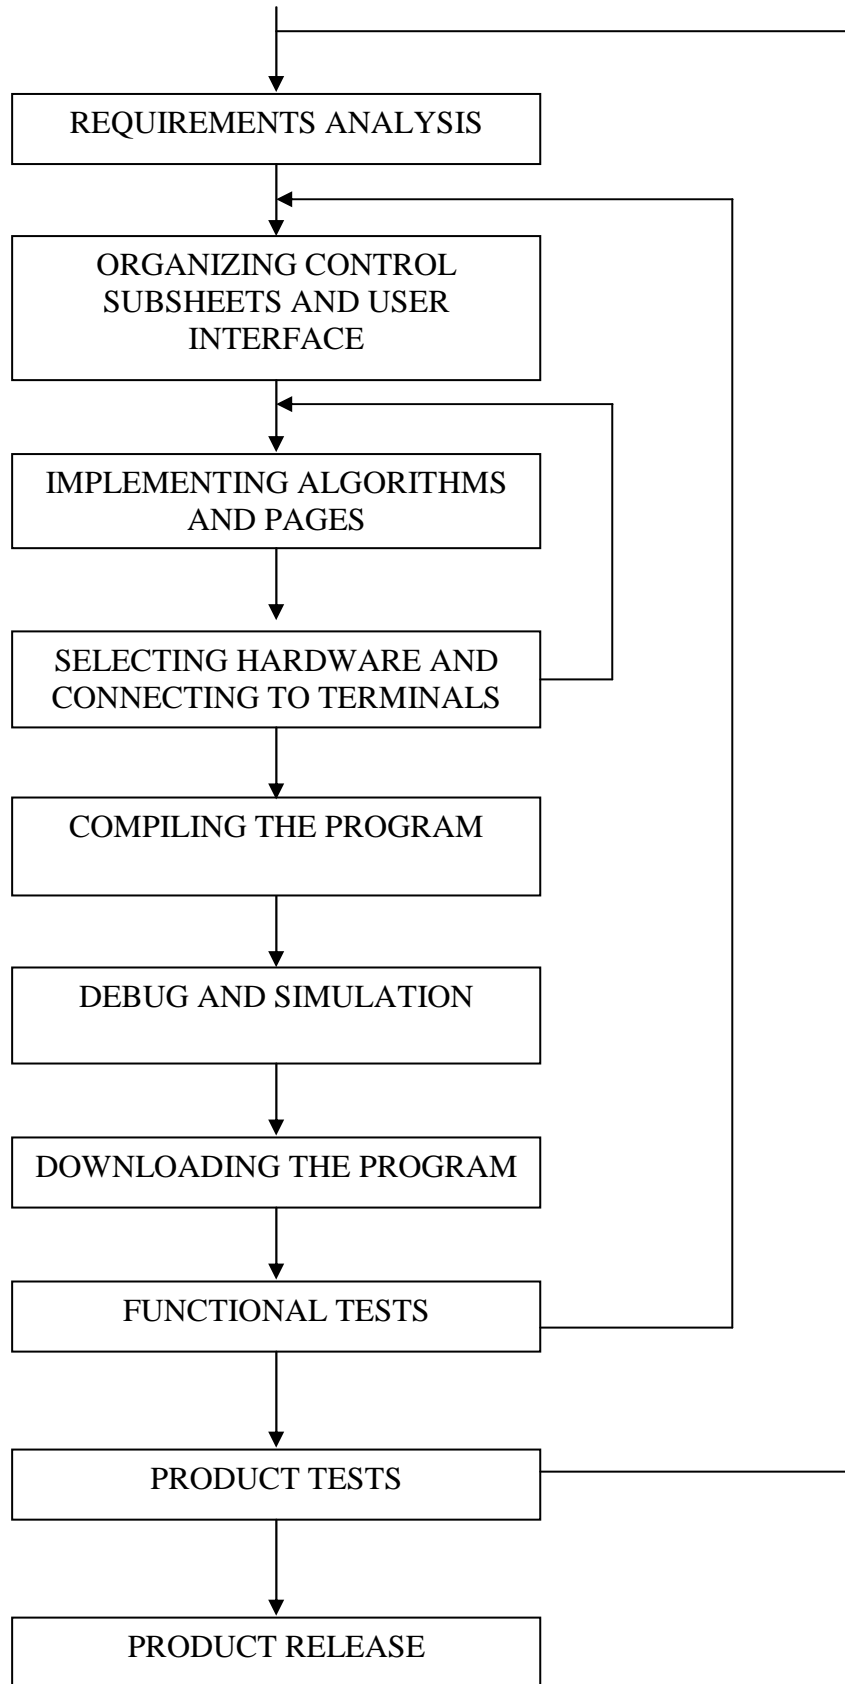 REQUIREMENTS ANALYSIS
ORGANIZING CONTROL
SUBSHEETS AND USER
INTERFACE
IMPLEMENTING ALGORITHMS
AND PAGES
SELECTING HARDWARE AND
CONNECTING TO TERMINALS
COMPILING THE PROGRAM
DEBUG AND SIMULATION
DOWNLOADING THE PROGRAM
FUNCTIONAL TESTS
PRODUCT TESTS
PRODUCT RELEASE